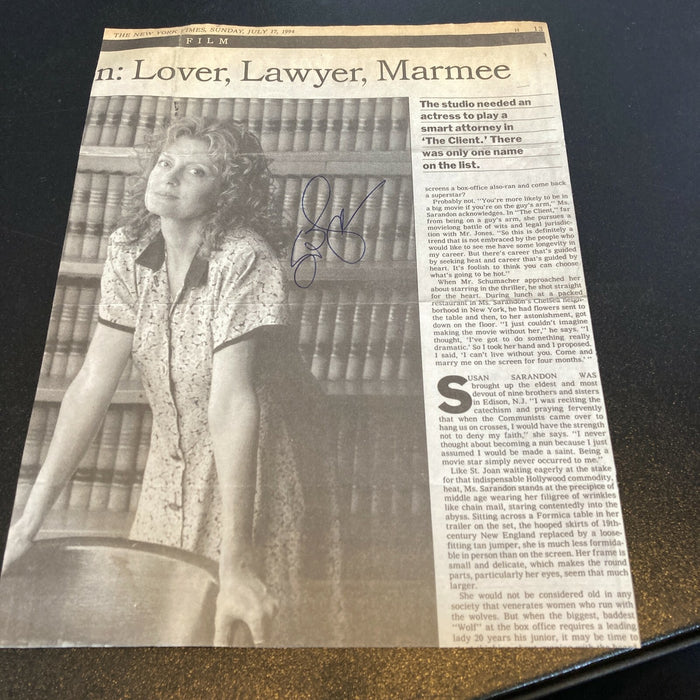 THE NEW YORK TIMES, SUNDAY, JULY 17, 1994
H 13
FILM
n: Lover, Lawyer, Marmee
The studio needed an
actress to play a
smart attorney in
‘The Client.’ There
was only one name
on the list.
screens a box-office also-ran and come back
a superstar?
Probably not. “You’re more likely to be in
a big movie if you’re on the guy’s arm,” Ms.
Sarandon acknowledges. In “The Client,” far
from being on a guy’s arm, she pursues a
movielong battle of wits and legal jurisdic-
tion with Mr. Jones. “So this is definitely a
trend that is not embraced by the people who
would like to see me have some longevity in
my career. But there’s career that’s guided
by seeking heat and career that’s guided by
heart. It’s foolish to think you can choose
what’s going to be hot.”
When Mr. Schumacher approached her
about starring in the thriller, he shot straight
for the heart. During lunch at a packed
restaurant in Ms. Sarandon’s Chelsea neigh-
borhood in New York, he had flowers sent to
the table and then, to her astonishment, got
down on the floor. “I just couldn’t imagine
making the movie without her,” he says. “I
thought, ‘I’ve got to do something really
dramatic.’ So I took her hand and I proposed.
I said, ‘I can’t live without you. Come and
marry me on the screen for four months.’ ”
SUSAN SARANDON WAS
brought up the eldest and most
devout of nine brothers and sisters
in Edison, N.J. “I was reciting the
catechism and praying fervently
that when the Communists came over to
hang us on crosses, I would have the strength
not to deny my faith,” she says. “I never
thought about becoming a nun because I just
assumed I would be made a saint. Being a
movie star simply never occurred to me.”
Like St. Joan waiting eagerly at the stake
for that indispensable Hollywood commodity,
heat, Ms. Sarandon stands at the precipice of
middle age wearing her filigree of wrinkles
like chain mail, staring contentedly into the
abyss. Sitting across a Formica table in her
trailer on the set, the hooped skirts of 19th-
century New England replaced by a loose-
fitting tan jumper, she is much less formida-
ble in person than on the screen. Her frame is
small and delicate, which makes the round
parts, particularly her eyes, seem that much
larger.
She would not be considered old in any
society that venerates women who run with
the wolves. But when the biggest, baddest
“Wolf” at the box office requires a leading
lady 20 years his junior, it may be time to